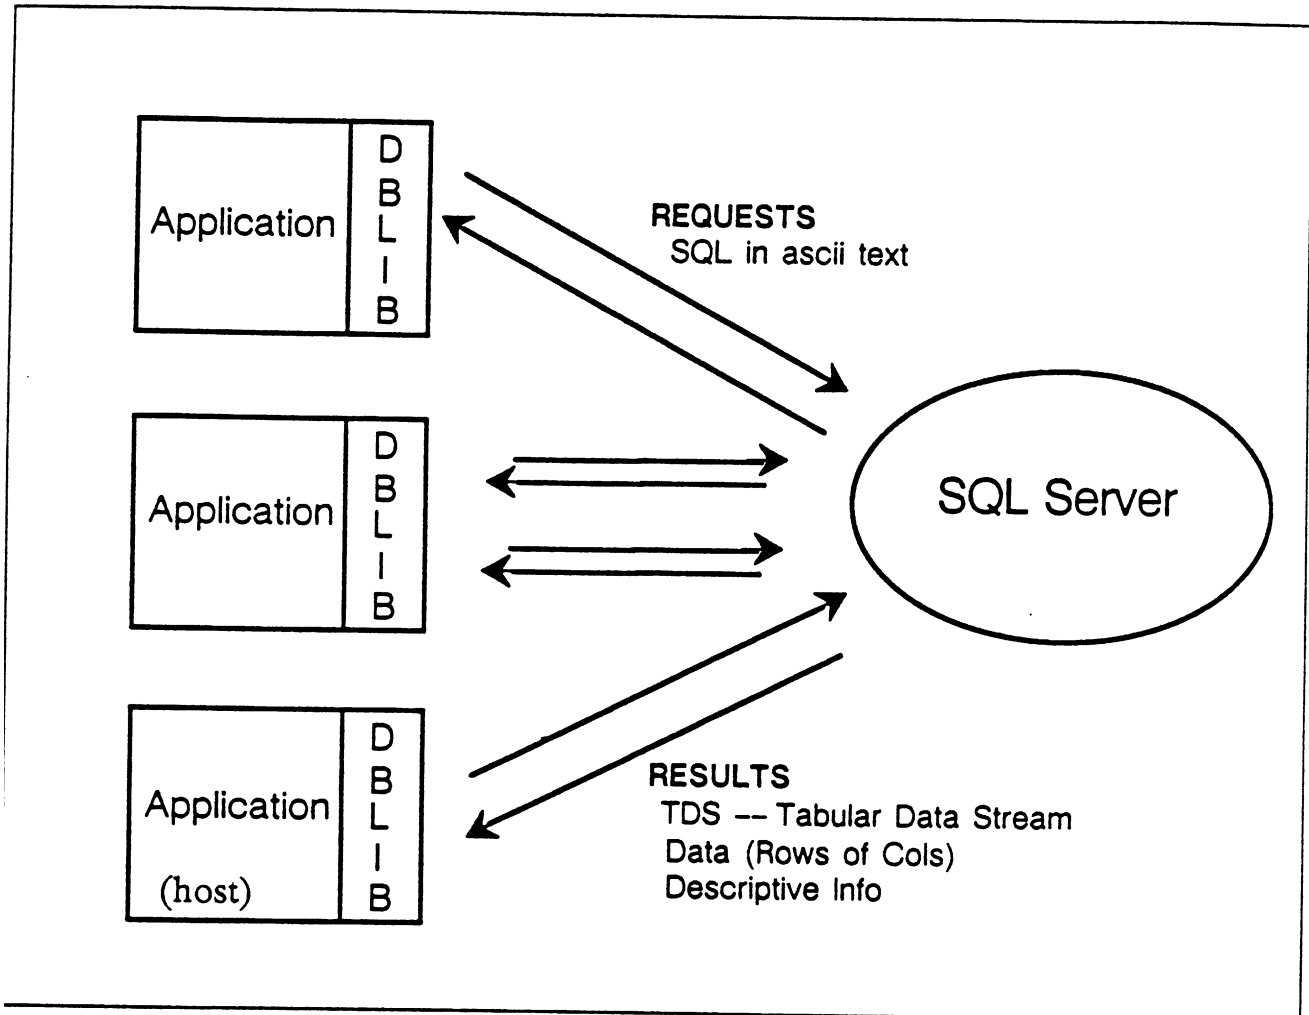 Application
D
B
L
I
B
REQUESTS
SQL in ascii text
Application
D
B
L
I
B
SQL Server
Application
(host)
D
B
L
I
B
RESULTS
TDS -- Tabular Data Stream
Data (Rows of Cols)
Descriptive Info